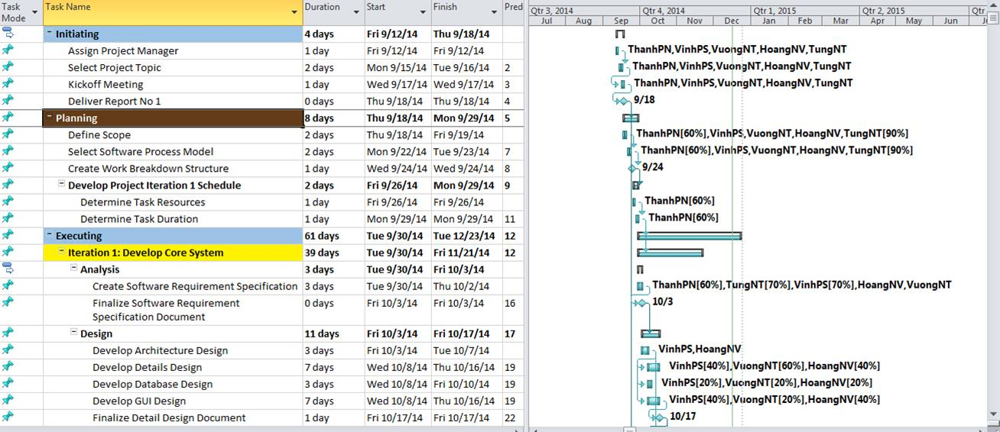 Task Mode Task Name Duration Start Finish Pred Qtr 3, 2014 Qtr 4, 2014 Qtr 1, 2015 Qtr 2, 2015 Qtr
Jul Aug Sep Oct Nov Dec Jan Feb Mar Apr May Jun
Initiating 4 days Fri 9/12/14 Thu 9/18/14
Assign Project Manager 1 day Fri 9/12/14 Fri 9/12/14 ThanhPN,VinhPS,VuongNT,HoangNV,TungNT
Select Project Topic 2 days Mon 9/15/14 Tue 9/16/14 2 ThanhPN,VinhPS,VuongNT,HoangNV,TungNT
Kickoff Meeting 1 day Wed 9/17/14 Wed 9/17/14 3 ThanhPN,VinhPS,VuongNT,HoangNV,TungNT
Deliver Report No 1 0 days Thu 9/18/14 Thu 9/18/14 4 9/18
Planning 8 days Thu 9/18/14 Mon 9/29/14 5
Define Scope 2 days Thu 9/18/14 Fri 9/19/14 ThanhPN[60%],VinhPS,VuongNT,HoangNV,TungNT[90%]
Select Software Process Model 2 days Mon 9/22/14 Tue 9/23/14 7 ThanhPN[60%],VinhPS,VuongNT,HoangNV,TungNT[90%]
Create Work Breakdown Structure 1 day Wed 9/24/14 Wed 9/24/14 8 9/24
Develop Project Iteration 1 Schedule 2 days Fri 9/26/14 Mon 9/29/14 9
Determine Task Resources 1 day Fri 9/26/14 Fri 9/26/14 ThanhPN[60%]
Determine Task Duration 1 day Mon 9/29/14 Mon 9/29/14 11 ThanhPN[60%]
Executing 61 days Tue 9/30/14 Tue 12/23/14 12
Iteration 1: Develop Core System 39 days Tue 9/30/14 Fri 11/21/14 12
Analysis 3 days Tue 9/30/14 Fri 10/3/14
Create Software Requirement Specification 3 days Tue 9/30/14 Thu 10/2/14 ThanhPN[60%],TungNT[70%],VinhPS[70%],HoangNV,VuongNT
Finalize Software Requirement 0 days Fri 10/3/14 Fri 10/3/14 16 10/3
Specification Document
Design 11 days Fri 10/3/14 Fri 10/17/14 17
Develop Architecture Design 3 days Fri 10/3/14 Tue 10/7/14 VinhPS,HoangNV
Develop Details Design 7 days Wed 10/8/14 Thu 10/16/14 19 VinhPS[40%],VuongNT[60%],HoangNV[40%]
Develop Database Design 3 days Wed 10/8/14 Fri 10/10/14 19 VinhPS[20%],VuongNT[20%],HoangNV[20%]
Develop GUI Design 7 days Wed 10/8/14 Thu 10/16/14 19 VinhPS[40%],VuongNT[20%],HoangNV[40%]
Finalize Detail Design Document 1 day Fri 10/17/14 Fri 10/17/14 22 10/17